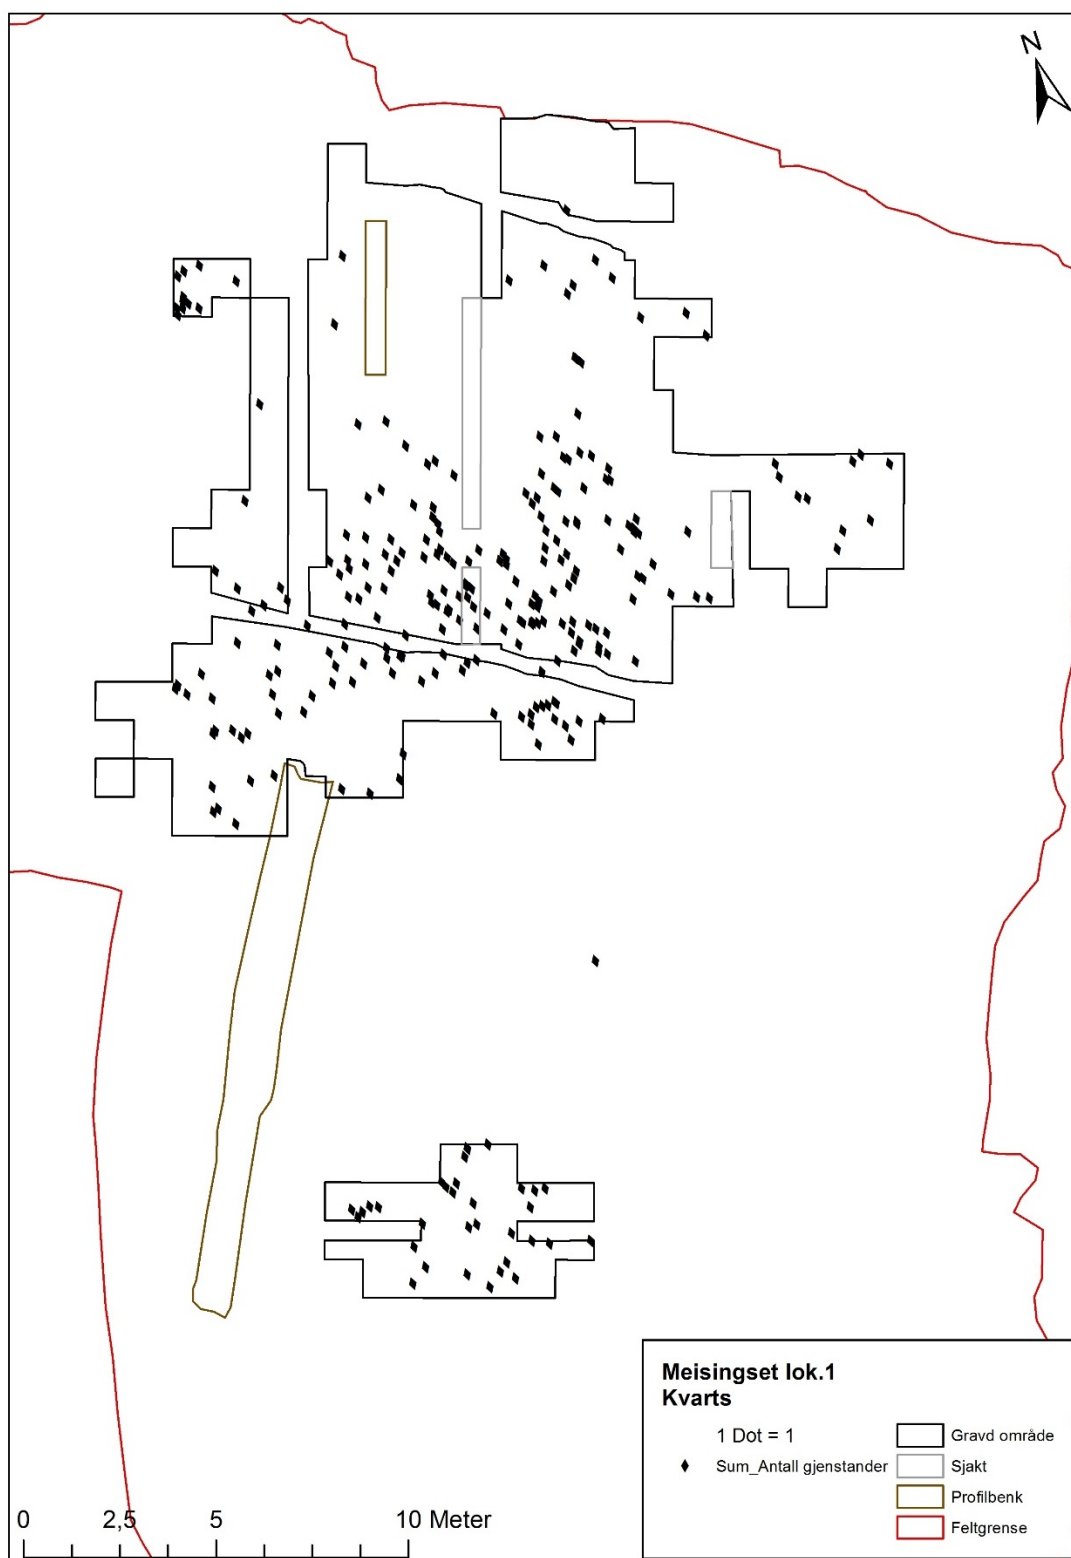 N
Meisingset lok.1
Kvarts
1 Dot = 1
Sum_Antall gjenstander
Gravd område
Sjakt
Profilbenk
Feltgrense
0 2,5 5 10 Meter